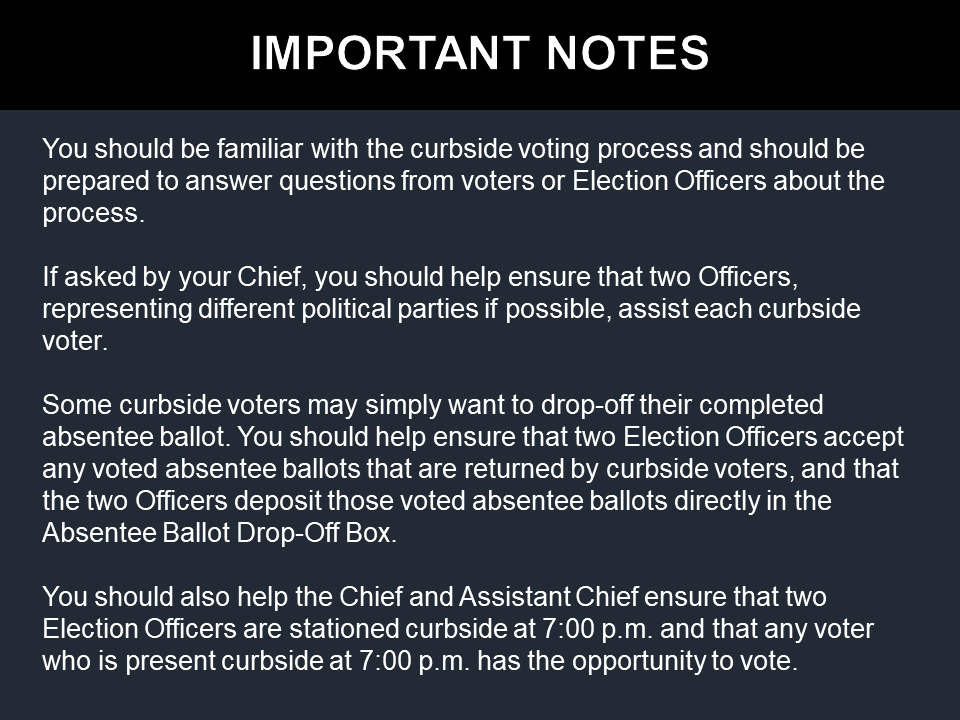 IMPORTANT NOTES
You should be familiar with the curbside voting process and should be
prepared to answer questions from voters or Election Officers about the
process.
If asked by your Chief, you should help ensure that two Officers,
representing different political parties if possible, assist each curbside
voter.
Some curbside voters may simply want to drop-off their completed
absentee ballot. You should help ensure that two Election Officers accept
any voted absentee ballots that are returned by curbside voters, and that
the two Officers deposit those voted absentee ballots directly in the
Absentee Ballot Drop-Off Box.
You should also help the Chief and Assistant Chief ensure that two
Election Officers are stationed curbside at 7:00 p.m. and that any voter
who is present curbside at 7:00 p.m. has the opportunity to vote.